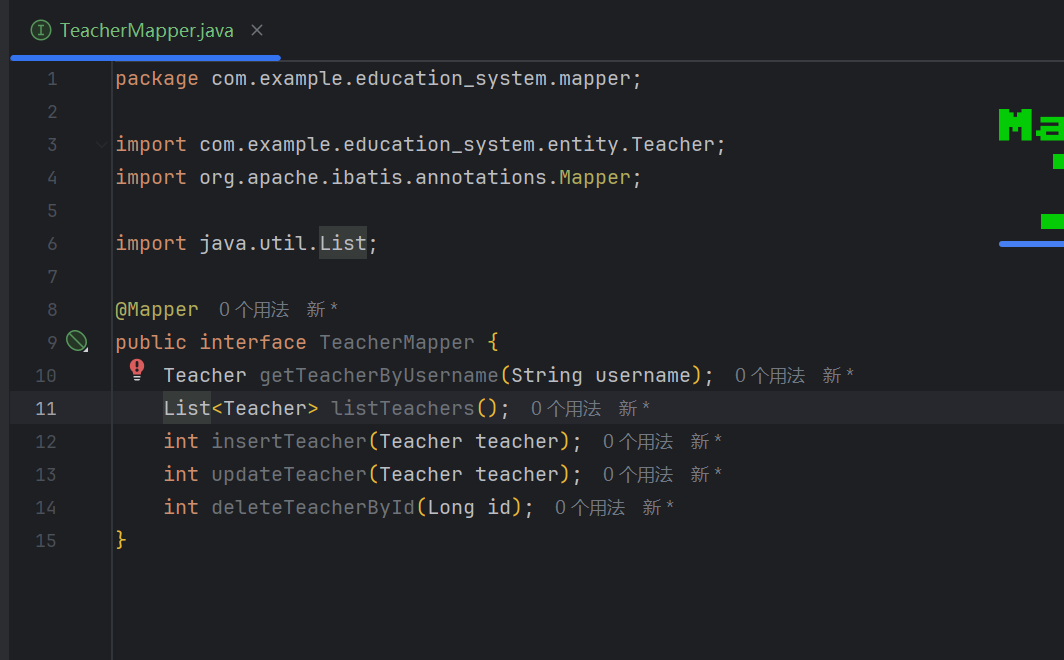 TeacherMapper.java
1 package com.example.education_system.mapper;
2
3 import com.example.education_system.entity.Teacher;
4 import org.apache.ibatis.annotations.Mapper;
5
6 import java.util.List;
7
8 @Mapper 0 个用法 新 *
9 public interface TeacherMapper {
10 Teacher getTeacherByUsername(String username); 0 个用法 新 *
11 List<Teacher> listTeachers(); 0 个用法 新 *
12 int insertTeacher(Teacher teacher); 0 个用法 新 *
13 int updateTeacher(Teacher teacher); 0 个用法 新 *
14 int deleteTeacherById(Long id); 0 个用法 新 *
15 }
Ma